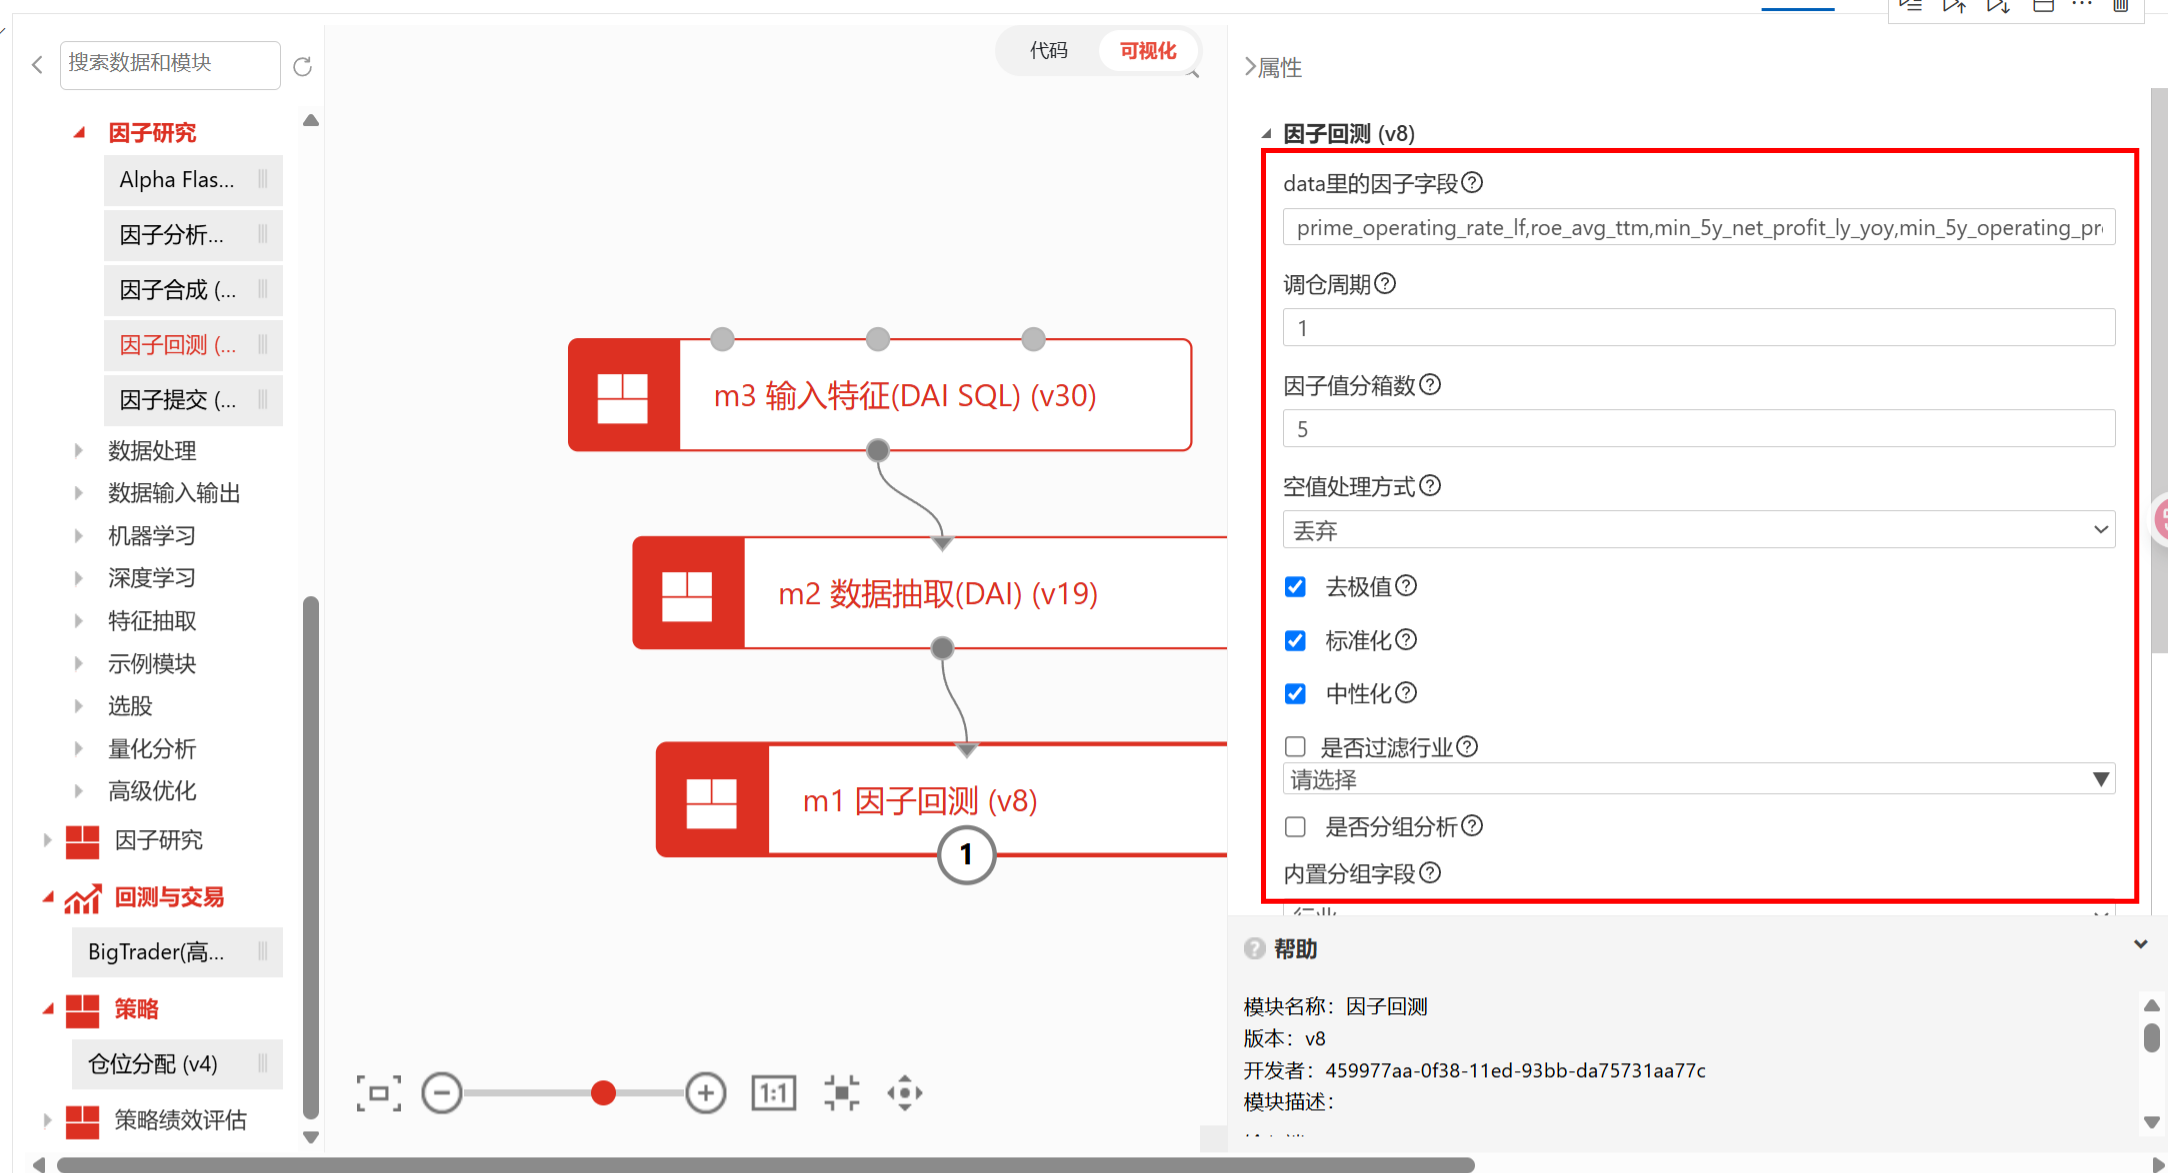 搜索数据和模块
因子研究
Alpha Flas...
因子分析...
因子合成 (...
因子回测 (...
因子提交 (...
数据处理
数据输入输出
机器学习
深度学习
特征抽取
示例模块
选股
量化分析
高级优化
因子研究
回测与交易
BigTrader(高...
策略
仓位分配 (v4)
策略绩效评估
代码
可视化
m3 输入特征(DAI SQL) (v30)
m2 数据抽取(DAI) (v19)
m1 因子回测 (v8)
1
1:1
属性
因子回测 (v8)
data里的因子字段
prime_operating_rate_lf,roe_avg_ttm,min_5y_net_profit_ly_yoy,min_5y_operating_pr
调仓周期
1
因子值分箱数
5
空值处理方式
丢弃
去极值
标准化
中性化
是否过滤行业
请选择
是否分组分析
内置分组字段
行业
帮助
模块名称：因子回测
版本：v8
开发者：459977aa-0f38-11ed-93bb-da75731aa77c
模块描述：